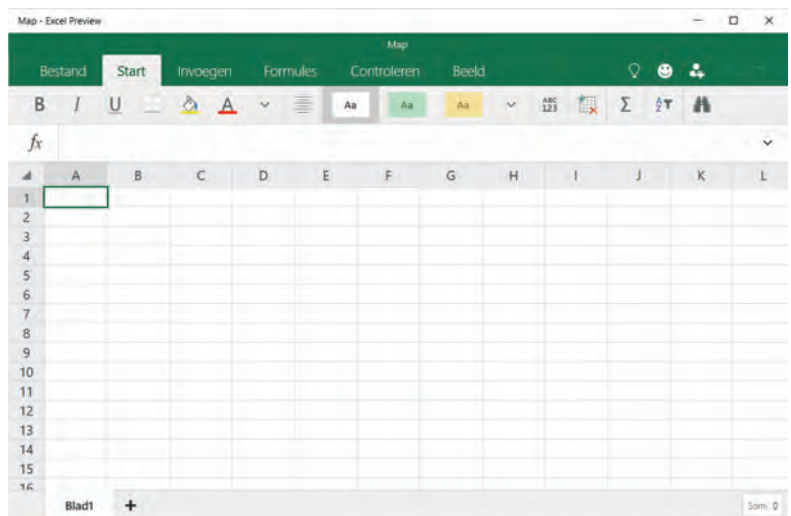 Map - Excel Preview
Map
Bestand Start Invoegen Formules Controleren Beeld
B I U A Aa Aa Aa ABC 123 Σ AZ
fx
A B C D E F G H I J K L
1
2
3
4
5
6
7
8
9
10
11
12
13
14
15
16
Blad1 + Som: 0